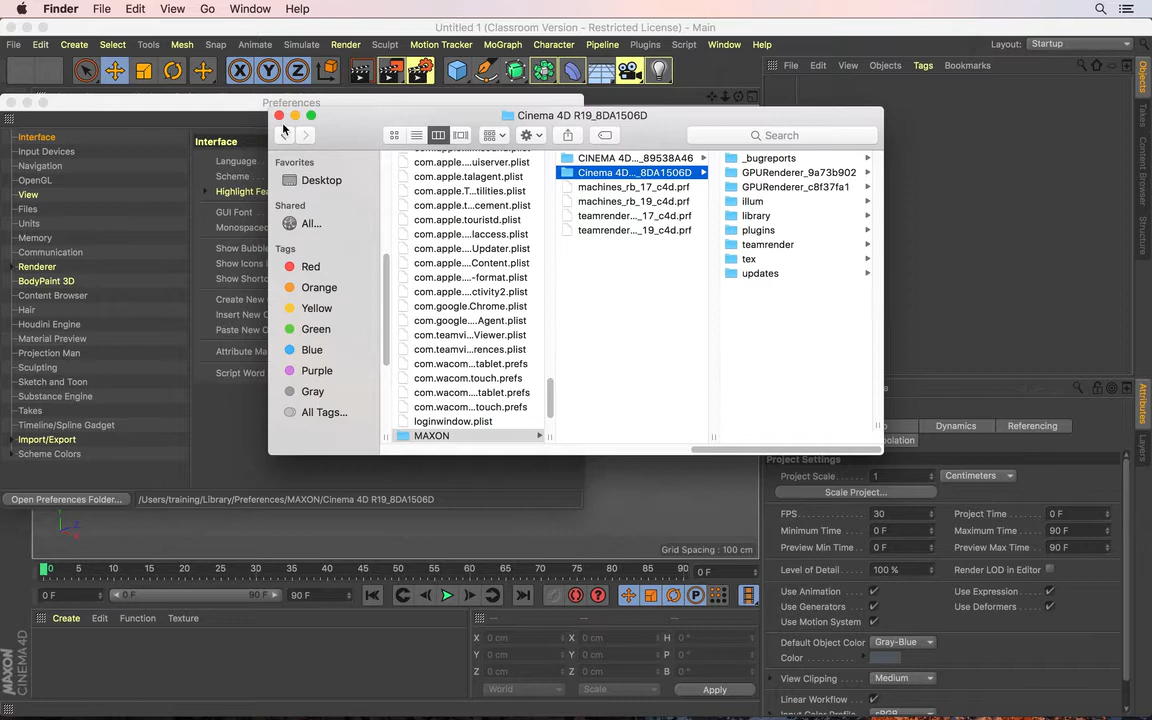 Finder File Edit View Go Window Help
Untitled 1 (Classroom Version - Restricted License) - Main
File Edit Create Select Tools Mesh Snap Animate Simulate Render Sculpt Motion Tracker MoGraph Character Pipeline Plugins Script Window Help
Layout: Startup
File Edit View Objects Tags Bookmarks
Preferences
Interface
Input Devices
Navigation
OpenGL
View
Files
Units
Memory
Communication
Renderer
BodyPaint 3D
Content Browser
Hair
Houdini Engine
Material Preview
Projection Man
Sculpting
Sketch and Toon
Substance Engine
Takes
Timeline/Spline Gadget
Import/Export
Scheme Colors
Interface
Language
Scheme
Highlight Fea
GUI Font
Monospaced
Show Bubble
Show Icons
Show Shortc
Create New
Insert New
Paste New O
Attribute Ma
Script Word
Cinema 4D R19_8DA1506D
Search
Favorites
Desktop
Shared
All...
Tags
Red
Orange
Yellow
Green
Blue
Purple
Gray
All Tags...
com.apple....uiserver.plist
com.apple.talagent.plist
com.apple.T...tilities.plist
com.apple.t...cement.plist
com.apple.touristd.plist
com.apple....laccess.plist
com.apple....Updater.plist
com.apple....Content.plist
com.apple....-format.plist
com.apple....ctivity2.plist
com.google.Chrome.plist
com.google....Agent.plist
com.teamvi...Viewer.plist
com.teamvi...rences.plist
com.wacom....tablet.prefs
com.wacom.touch.prefs
com.wacom....tablet.prefs
com.wacom...touch.prefs
loginwindow.plist
MAXON
CINEMA 4D..._89538A46
Cinema 4D..._8DA1506D
machines_rb_17_c4d.prf
machines_rb_19_c4d.prf
teamrender..._17_c4d.prf
teamrender..._19_c4d.prf
_bugreports
GPURenderer_9a73b902
GPURenderer_c8f37fa1
illum
library
plugins
teamrender
tex
updates
Open Preferences Folder... /Users/training/Library/Preferences/MAXON/Cinema 4D R19_8DA1506D
Objects
Takes
Content Browser
Structure
Attributes
Layers
Dynamics Referencing
Project Settings
Project Scale 1 Centimeters
Scale Project...
FPS 30 Project Time 0 F
Minimum Time 0 F Maximum Time 90 F
Preview Min Time 0 F Preview Max Time 90 F
Level of Detail 100 % Render LOD in Editor
Use Animation Use Expression
Use Generators Use Deformers
Use Motion System
Default Object Color Gray-Blue
Color
View Clipping Medium
Linear Workflow
Y
Z
Grid Spacing : 100 cm
0 5 10 15 20 25 30 35 40 45 50 55 60 65 70 75 80 85 90 0 F
0 F 0 F 90 F 90 F
Create Edit Function Texture
X 0 cm X 0 cm H 0 °
Y 0 cm Y 0 cm P 0 °
Z 0 cm Z 0 cm B 0 °
World Scale Apply
MAXON
CINEMA 4D